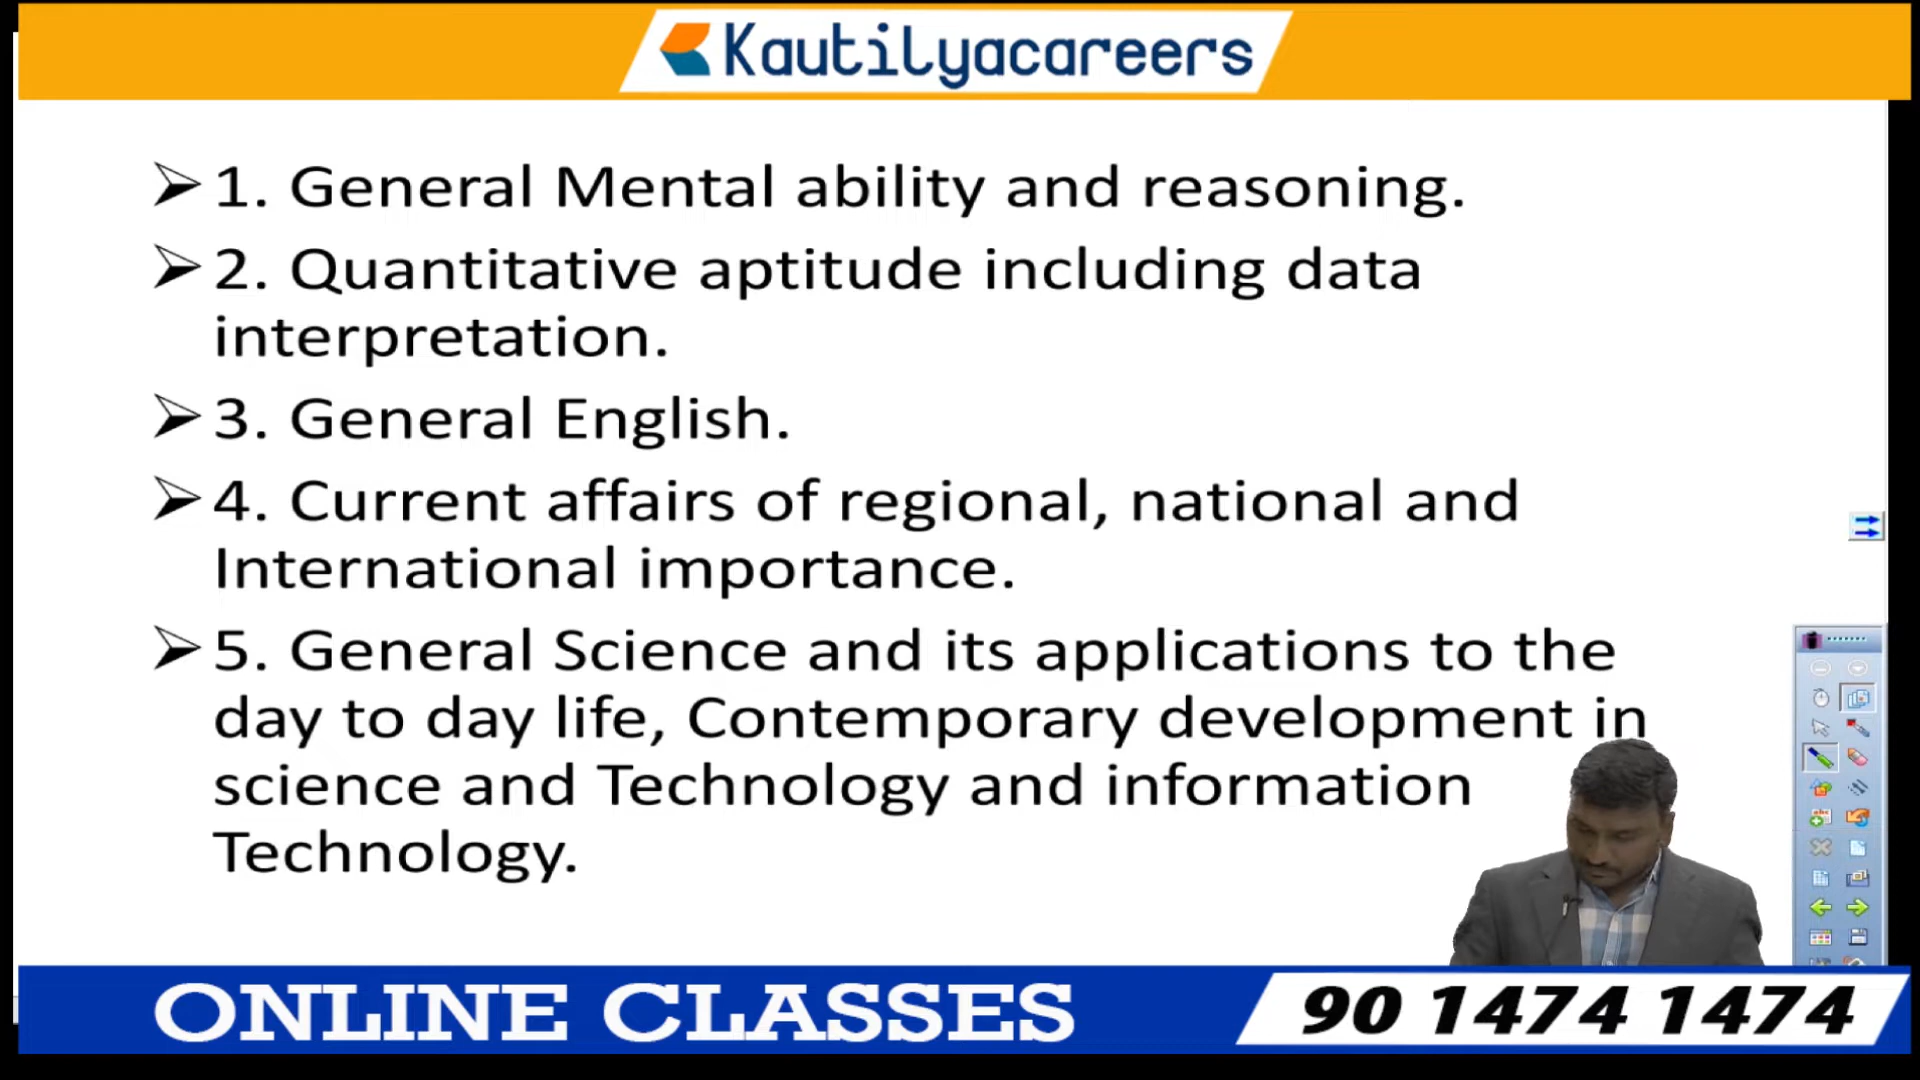 Kautilyacareers
1. General Mental ability and reasoning.
2. Quantitative aptitude including data
interpretation.
3. General English.
4. Current affairs of regional, national and
International importance.
5. General Science and its applications to the
day to day life, Contemporary development in
science and Technology and information
Technology.
ONLINE CLASSES
90 1474 1474